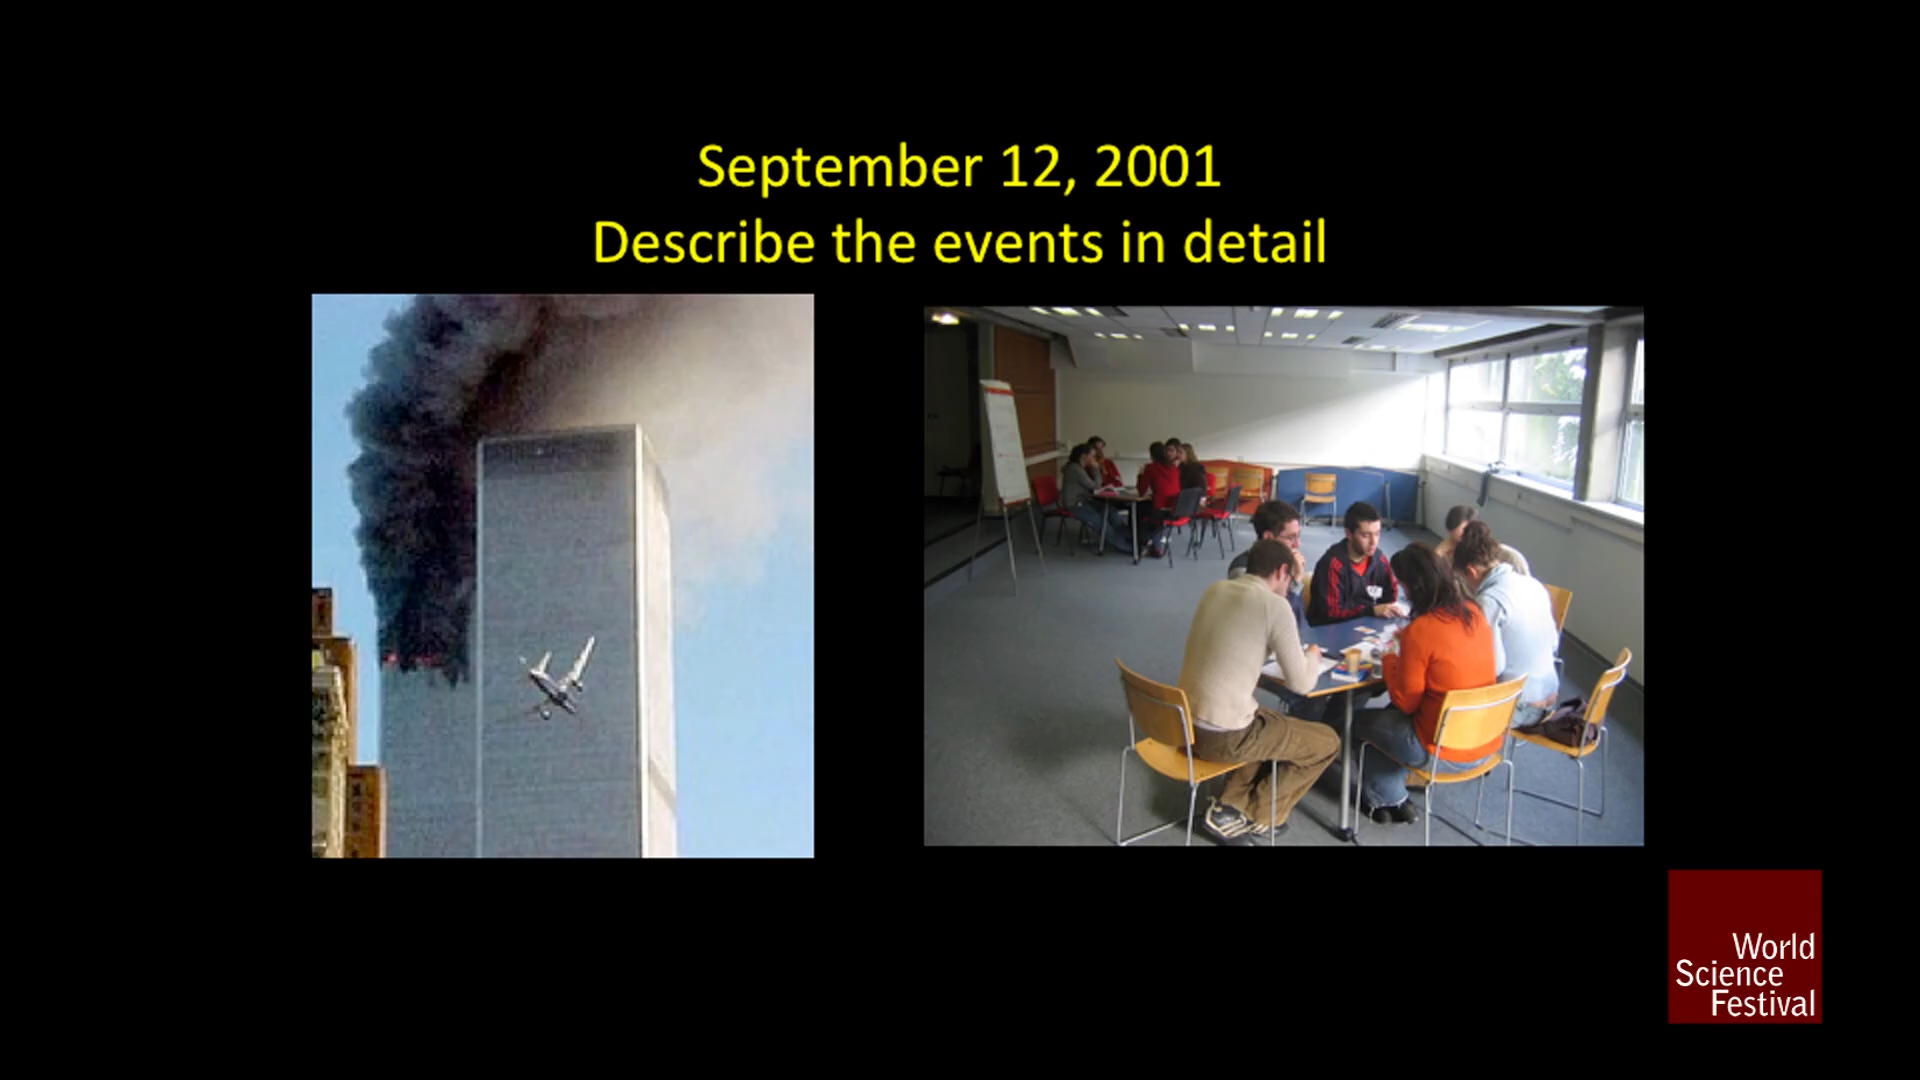 September 12, 2001
Describe the events in detail
World
Science
Festival